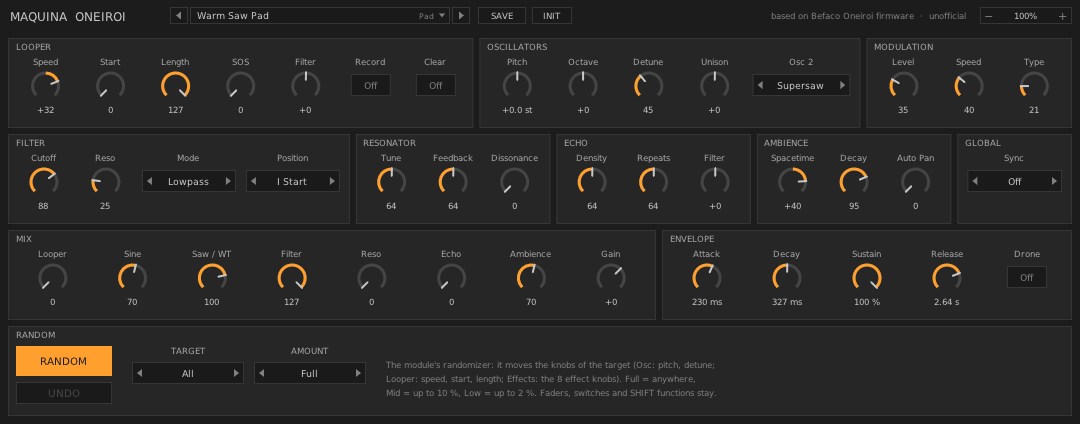 MAQUINA ONEIROI
Warm Saw Pad
Pad
SAVE
INIT
based on Befaco Oneiroi firmware · unofficial
− 100% +
LOOPER
Speed Start Length SOS Filter Record Clear
Off Off
+32 0 127 0 +0
OSCILLATORS
Pitch Octave Detune Unison Osc 2
Supersaw
+0.0 st +0 45 +0
MODULATION
Level Speed Type
35 40 21
FILTER
Cutoff Reso Mode Position
Lowpass I Start
88 25
RESONATOR
Tune Feedback Dissonance
64 64 0
ECHO
Density Repeats Filter
64 64 +0
AMBIENCE
Spacetime Decay Auto Pan
+40 95 0
GLOBAL
Sync
Off
MIX
Looper Sine Saw / WT Filter Reso Echo Ambience Gain
0 70 100 127 0 0 70 +0
ENVELOPE
Attack Decay Sustain Release Drone
Off
230 ms 327 ms 100 % 2.64 s
RANDOM
RANDOM
UNDO
TARGET
All
AMOUNT
Full
The module's randomizer: it moves the knobs of the target (Osc: pitch, detune;
Looper: speed, start, length; Effects: the 8 effect knobs). Full = anywhere,
Mid = up to 10 %, Low = up to 2 %. Faders, switches and SHIFT functions stay.